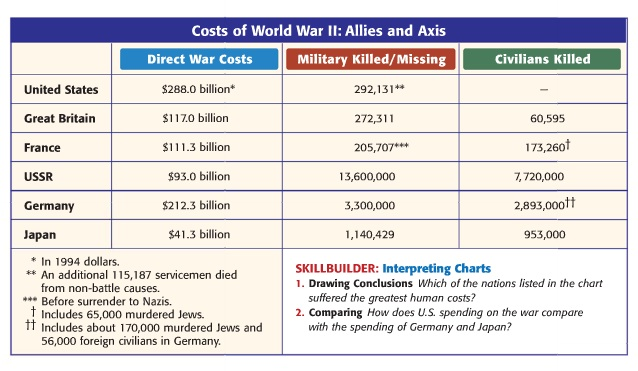 Costs of World War II: Allies and Axis
Direct War Costs Military Killed/Missing Civilians Killed
United States $288.0 billion* 292,131** —
Great Britain $117.0 billion 272,311 60,595
France $111.3 billion 205,707*** 173,260†
USSR $93.0 billion 13,600,000 7,720,000
Germany $212.3 billion 3,300,000 2,893,000††
Japan $41.3 billion 1,140,429 953,000
* In 1994 dollars.
** An additional 115,187 servicemen died
from non-battle causes.
*** Before surrender to Nazis.
† Includes 65,000 murdered Jews.
†† Includes about 170,000 murdered Jews and
56,000 foreign civilians in Germany.
SKILLBUILDER: Interpreting Charts
1. Drawing Conclusions Which of the nations listed in the chart
suffered the greatest human costs?
2. Comparing How does U.S. spending on the war compare
with the spending of Germany and Japan?